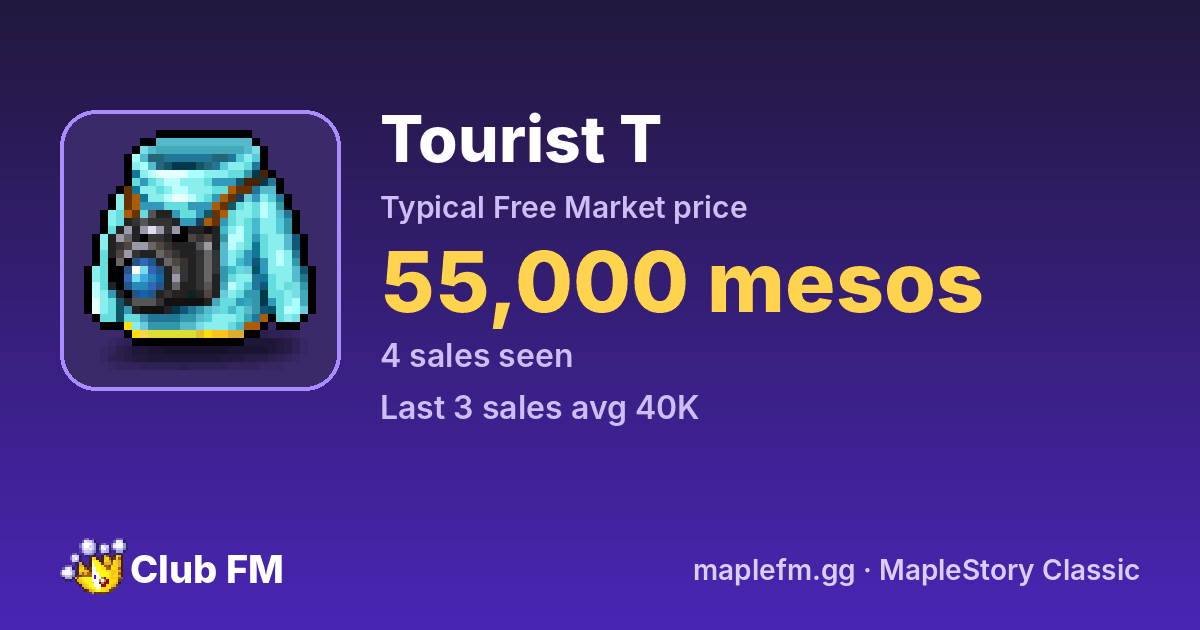 Tourist T
Typical Free Market price
55,000 mesos
4 sales seen
Last 3 sales avg 40K
Club FM
maplefm.gg · MapleStory Classic